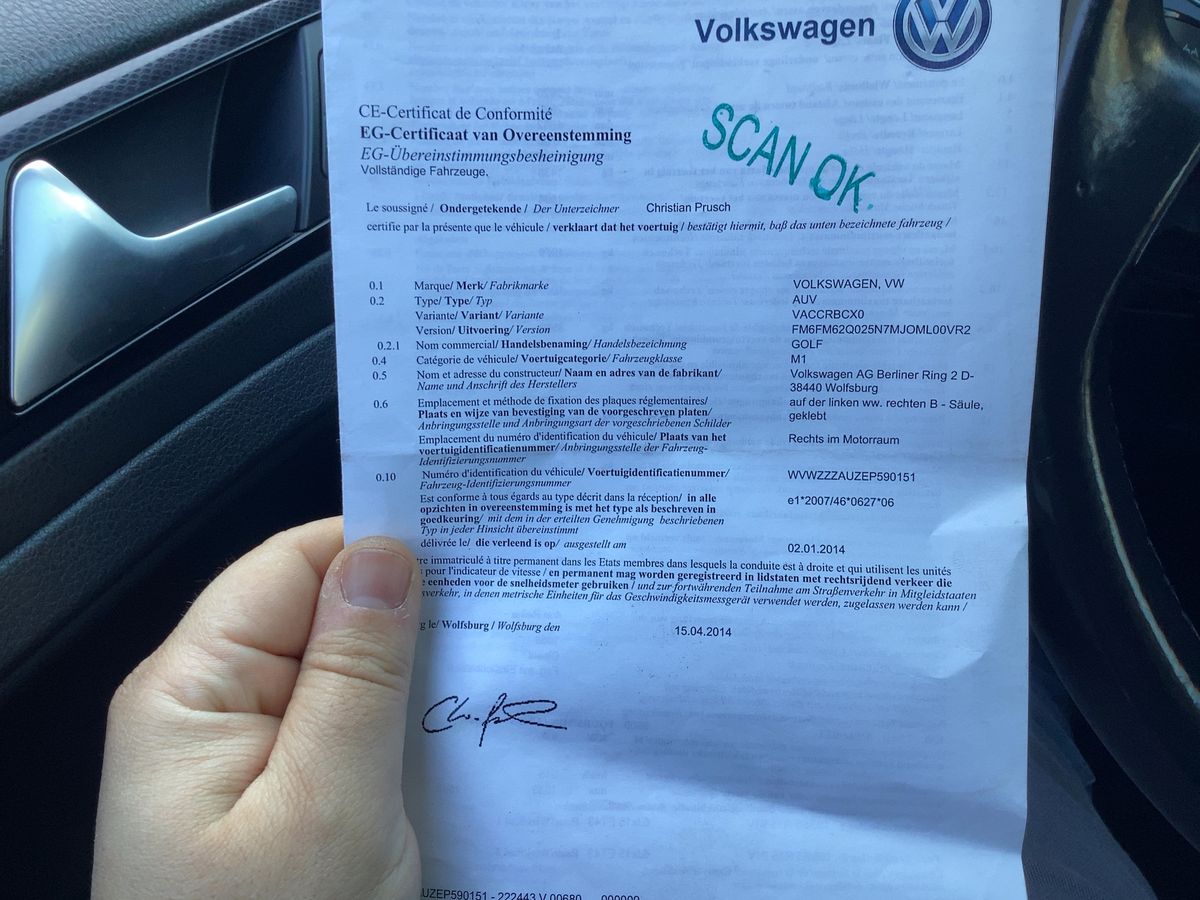 Volkswagen
SCAN OK.
CE-Certificat de Conformité
EG-Certificaat van Overeenstemming
EG-Übereinstimmungsbesheinigung
Vollständige Fahrzeuge,
Le soussigné / Ondergetekende / Der Unterzeichner Christian Prusch
certifie par la présente que le véhicule / verklaart dat het voertuig / bestätigt hiermit, baß das unten bezeichnete fahrzeug /
0.1 Marque/ Merk/ Fabrikmarke VOLKSWAGEN, VW
0.2 Type/ Type/ Typ AUV
Variante/ Variant/ Variante VACCRBCX0
Version/ Uitvoering/ Version FM6FM62Q025N7MJOML00VR2
0.2.1 Nom commercial/ Handelsbenaming/ Handelsbezeichnung GOLF
0.4 Catégorie de véhicule/ Voertuigcategorie/ Fahrzeugklasse M1
0.5 Nom et adresse du constructeur/ Naam en adres van de fabrikant/ Volkswagen AG Berliner Ring 2 D-
Name und Anschrift des Herstellers 38440 Wolfsburg
0.6 Emplacement et méthode de fixation des plaques réglementaires/ auf der linken ww. rechten B - Säule,
Plaats en wijze van bevestiging van de voorgeschreven platen/ geklebt
Anbringungsstelle und Anbringungsart der vorgeschriebenen Schilder
Emplacement du numéro d'identification du véhicule/ Plaats van het Rechts im Motorraum
voertuigidentificatienummer/ Anbringungsstelle der Fahrzeug-
Identifizierungsnummer
0.10 Numéro d'identification du véhicule/ Voertuigidentificatienummer/ WVWZZZAUZEP590151
Fahrzeug-Identifizierungsnummer
Est conforme à tous égards au type décrit dans la réception/ in alle e1*2007/46*0627*06
opzichten in overeenstemming is met het type als beschreven in
goedkeuring/ mit dem in der erteilten Genehmigung beschriebenen
Typ in jeder Hinsicht übereinstimmt
délivrée le/ die verleend is op/ ausgestellt am 02.01.2014
re immatriculé à titre permanent dans les Etats membres dans lesquels la conduite ést à droite et qui utilisent les unités
pour l'indicateur de vitesse / en permanent mag worden geregistreerd in lidstaten met rechtsrijdend verkeer die
e eenheden voor de snelheidsmeter gebruiken / und zur fortwährenden Teilnahme am Straßenverkehr in Mitgleidstaaten
sverkehr, in denen metrische Einheiten für das Geschwindigkeitsmessgerät verwendet werden, zugelassen werden kann /
g le/ Wolfsburg / Wolfsburg den 15.04.2014
AUZEP590151 - 222443 V 00680 000000